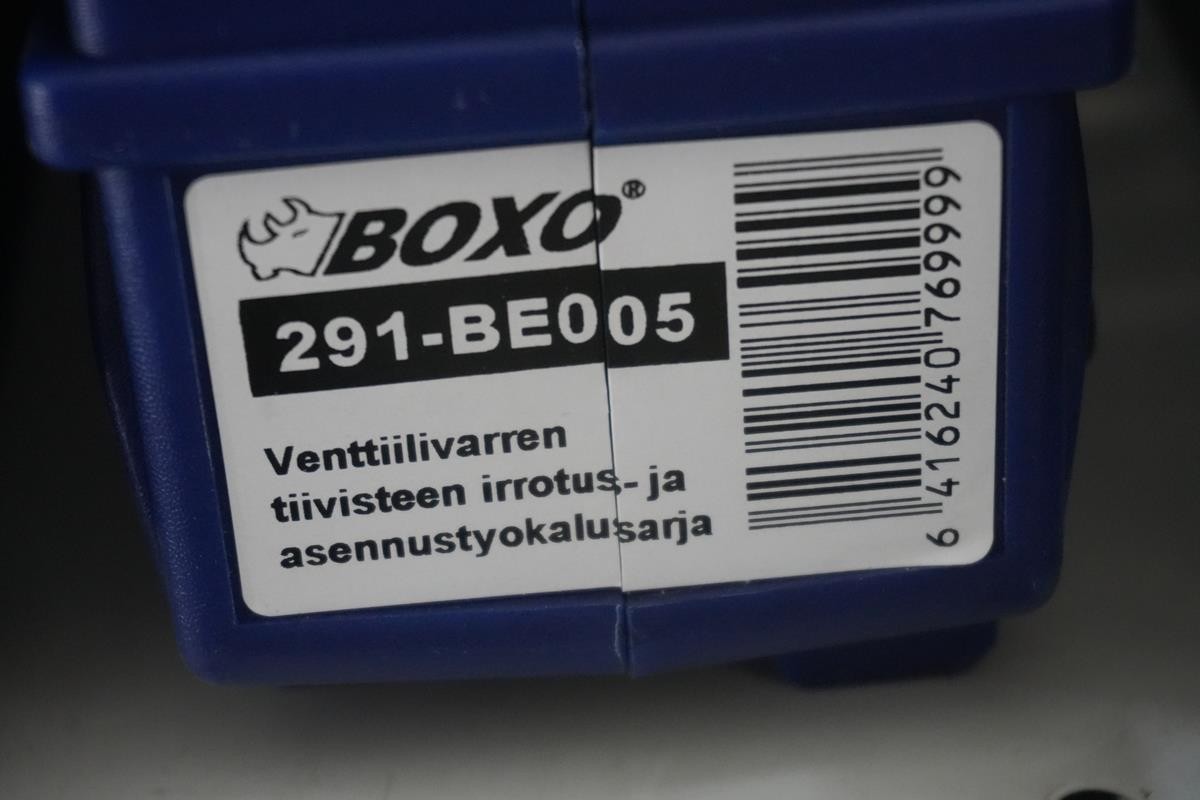 BOXO®
291-BE005
Venttiilivarren
tiivisteen irrotus- ja
asennustyokalusarja
6 416240 769999